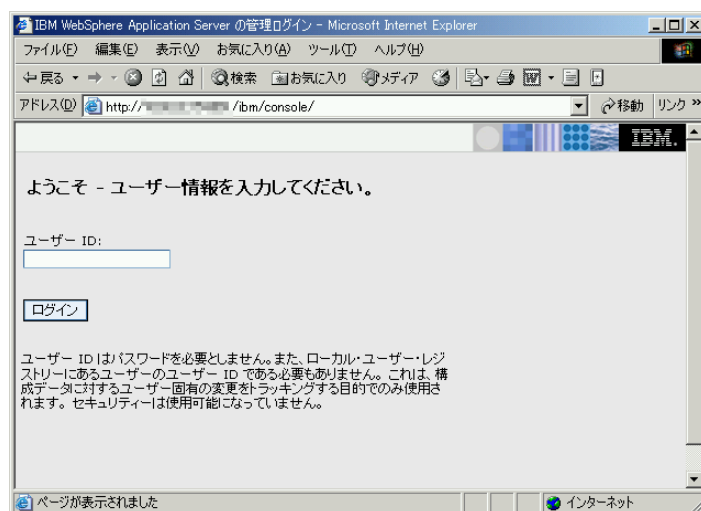 IBM WebSphere Application Server の管理ログイン - Microsoft Internet Explorer
ファイル(F) 編集(E) 表示(V) お気に入り(A) ツール(T) ヘルプ(H)
戻る 検索 お気に入り メディア
アドレス(D) http:// /ibm/console/ 移動 リンク »
IBM.
ようこそ - ユーザー情報を入力してください。
ユーザー ID:
ログイン
ユーザー ID はパスワードを必要としません。また、ローカル・ユーザー・レジ
ストリーにあるユーザーのユーザー ID である必要もありません。これは、構
成データに対するユーザー固有の変更をトラッキングする目的でのみ使用さ
れます。セキュリティーは使用可能になっていません。
ページが表示されました インターネット